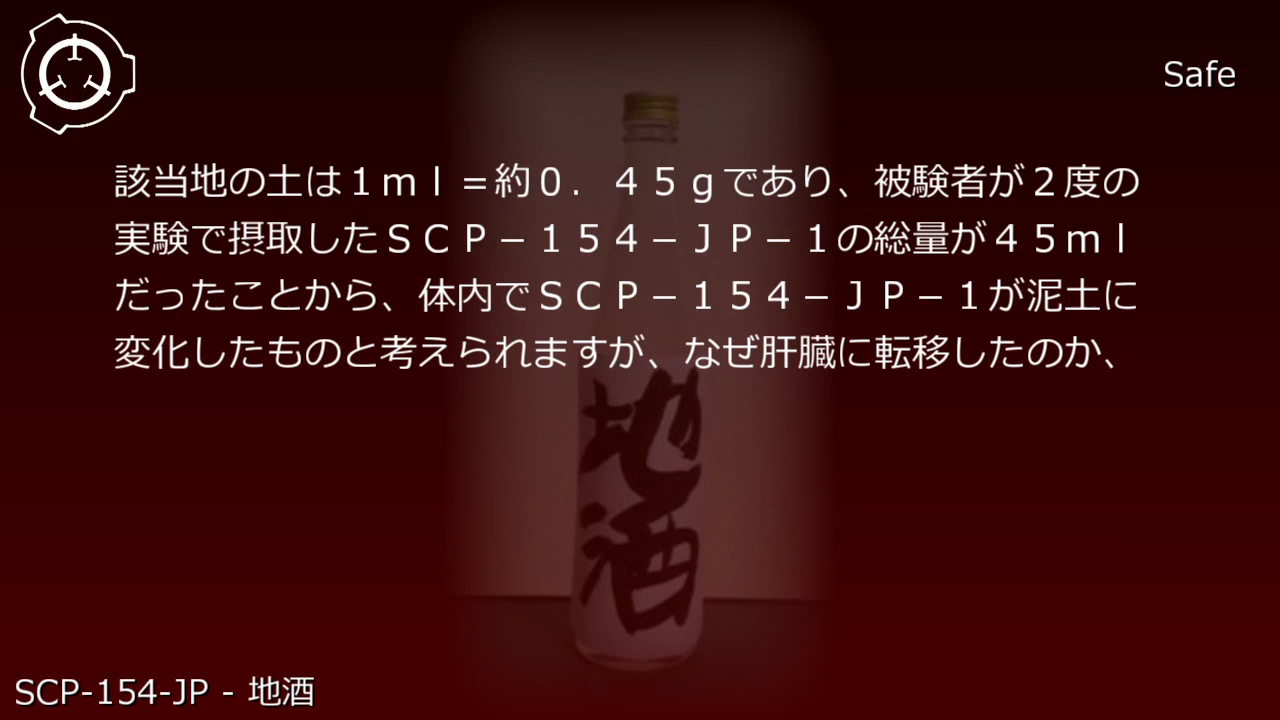 Safe
該当地の土は１ｍｌ＝約０．４５ｇであり、被験者が２度の
実験で摂取したＳＣＰ－１５４－ＪＰ－１の総量が４５ｍｌ
だったことから、体内でＳＣＰ－１５４－ＪＰ－１が泥土に
変化したものと考えられますが、なぜ肝臓に転移したのか、
地酒
SCP-154-JP - 地酒